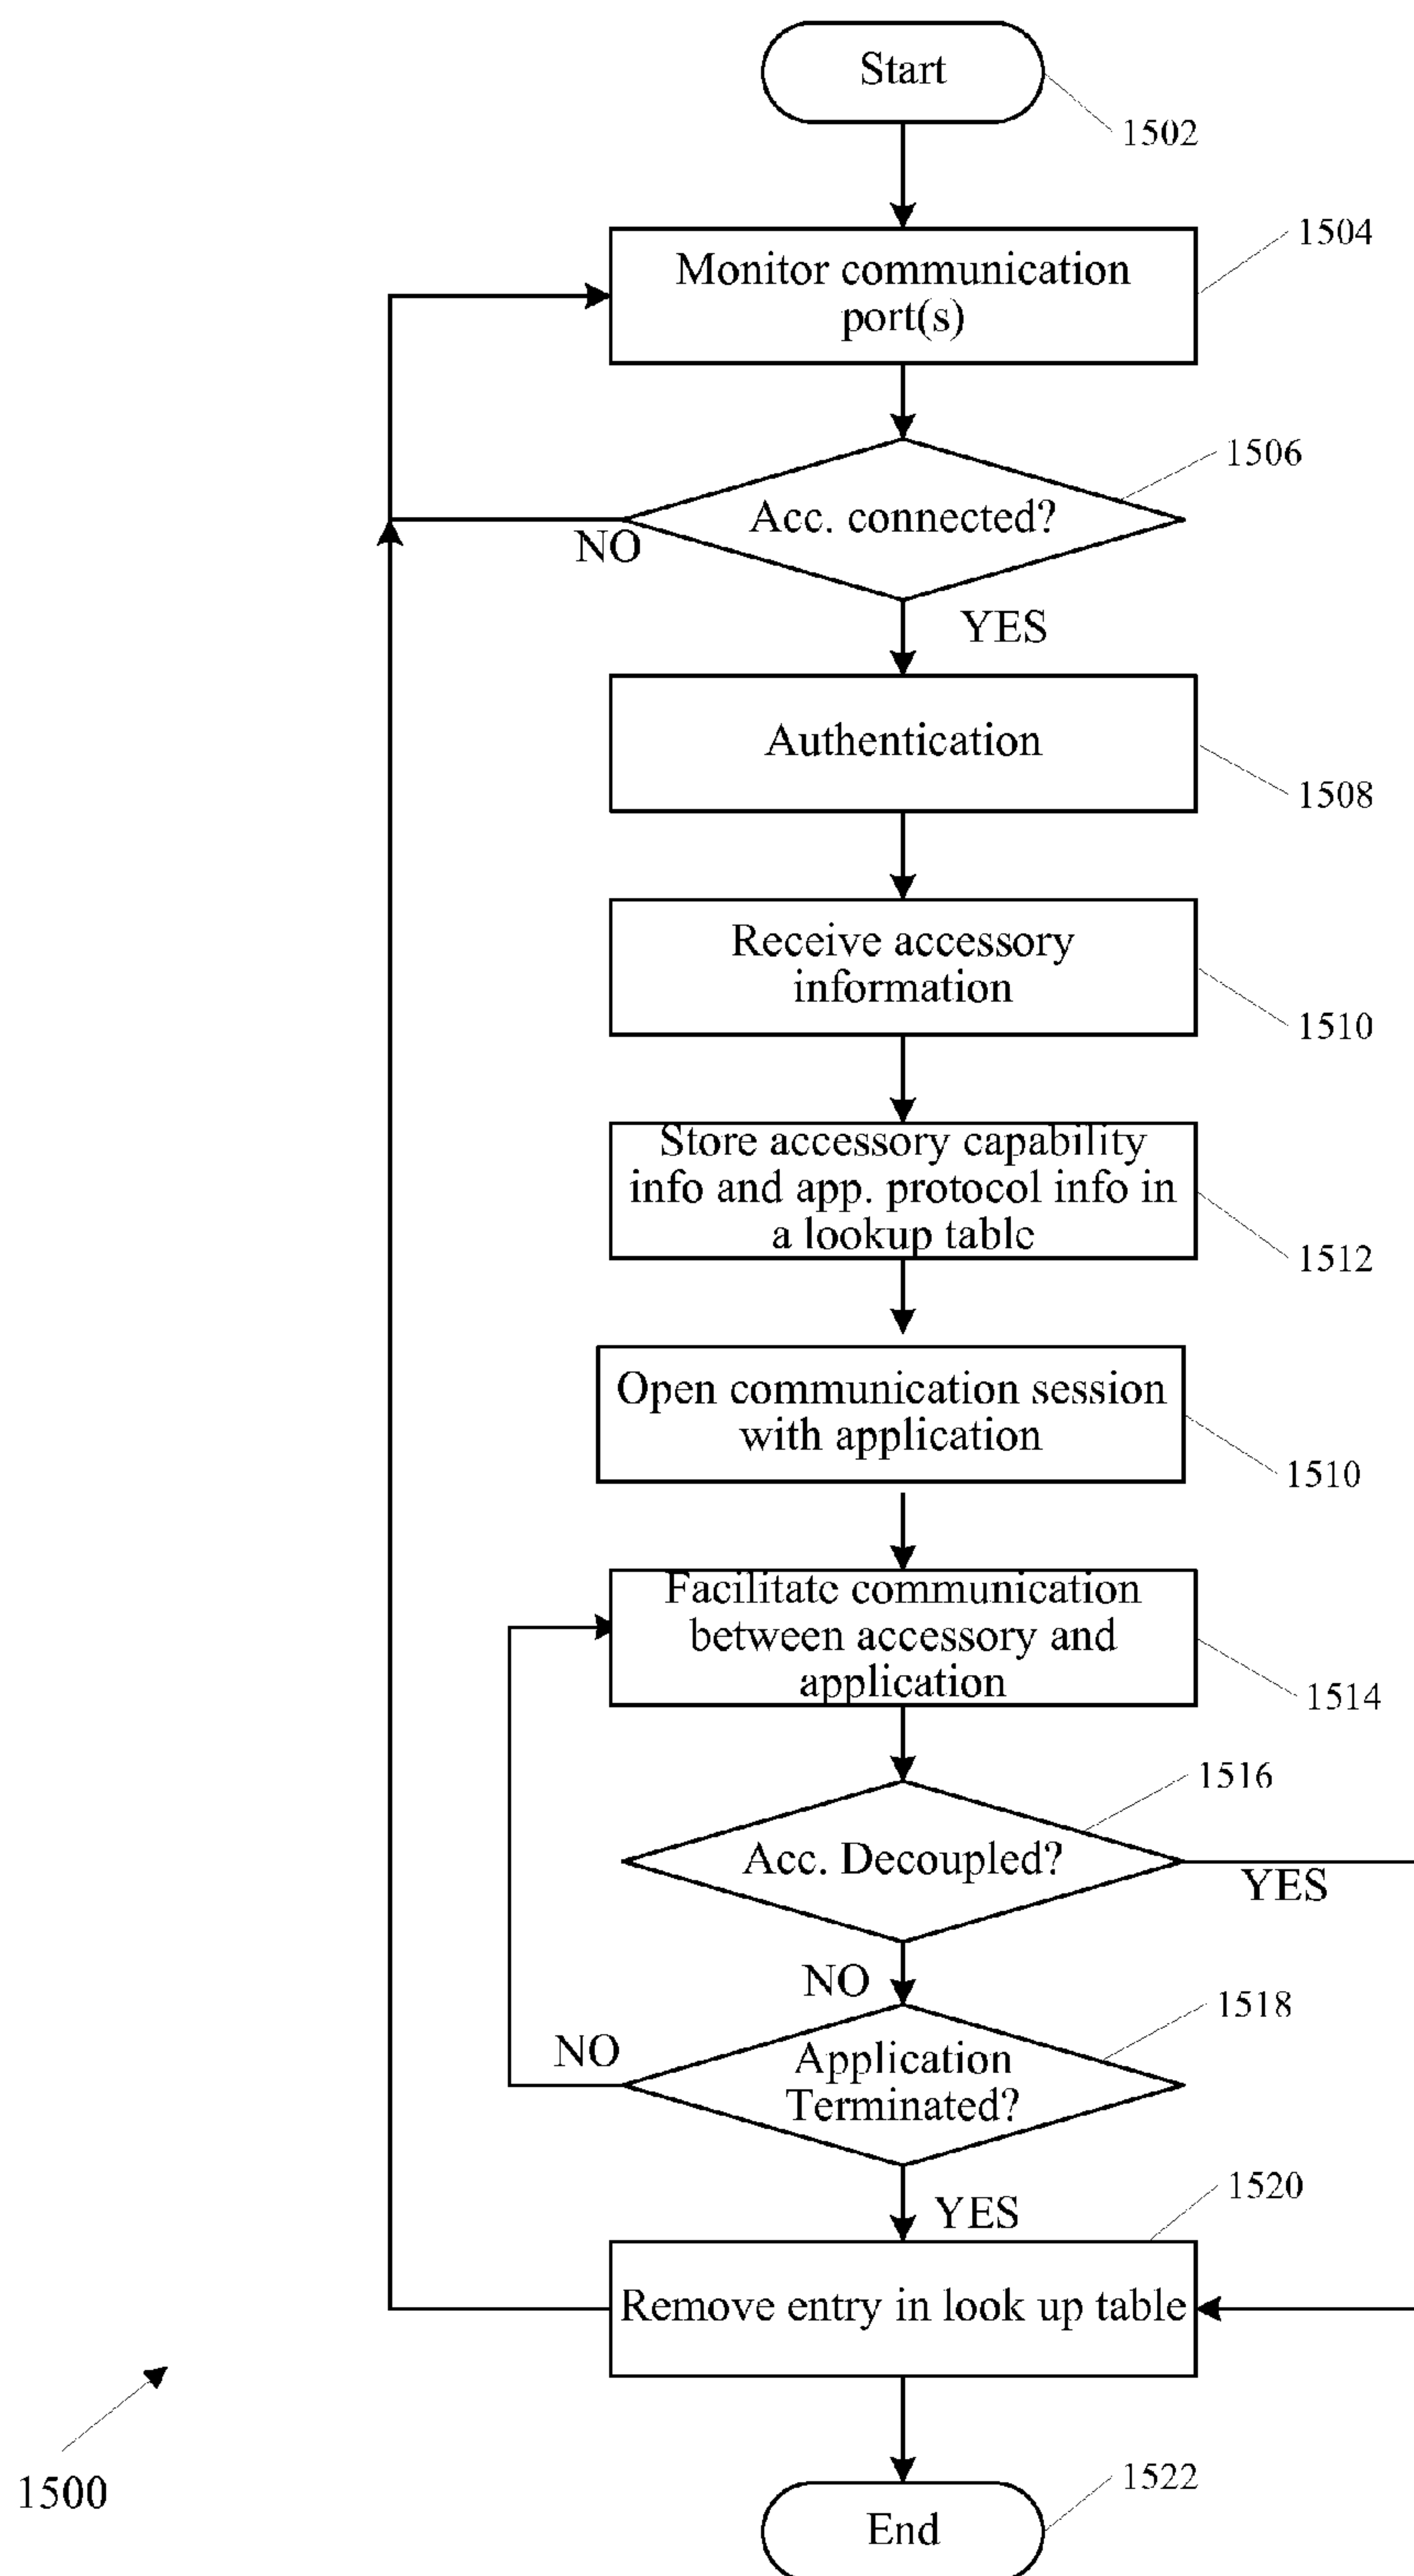 Start
1502
1504
Monitor communication
port(s)
1506
Acc. connected?
NO
YES
Authentication
1508
Receive accessory
information
1510
Store accessory capability
info and app. protocol info in
a lookup table
1512
Open communication session
with application
1510
Facilitate communication
between accessory and
application
1514
1516
Acc. Decoupled?
YES
NO
1518
NO
Application
Terminated?
1520
YES
Remove entry in look up table
1500
1522
End